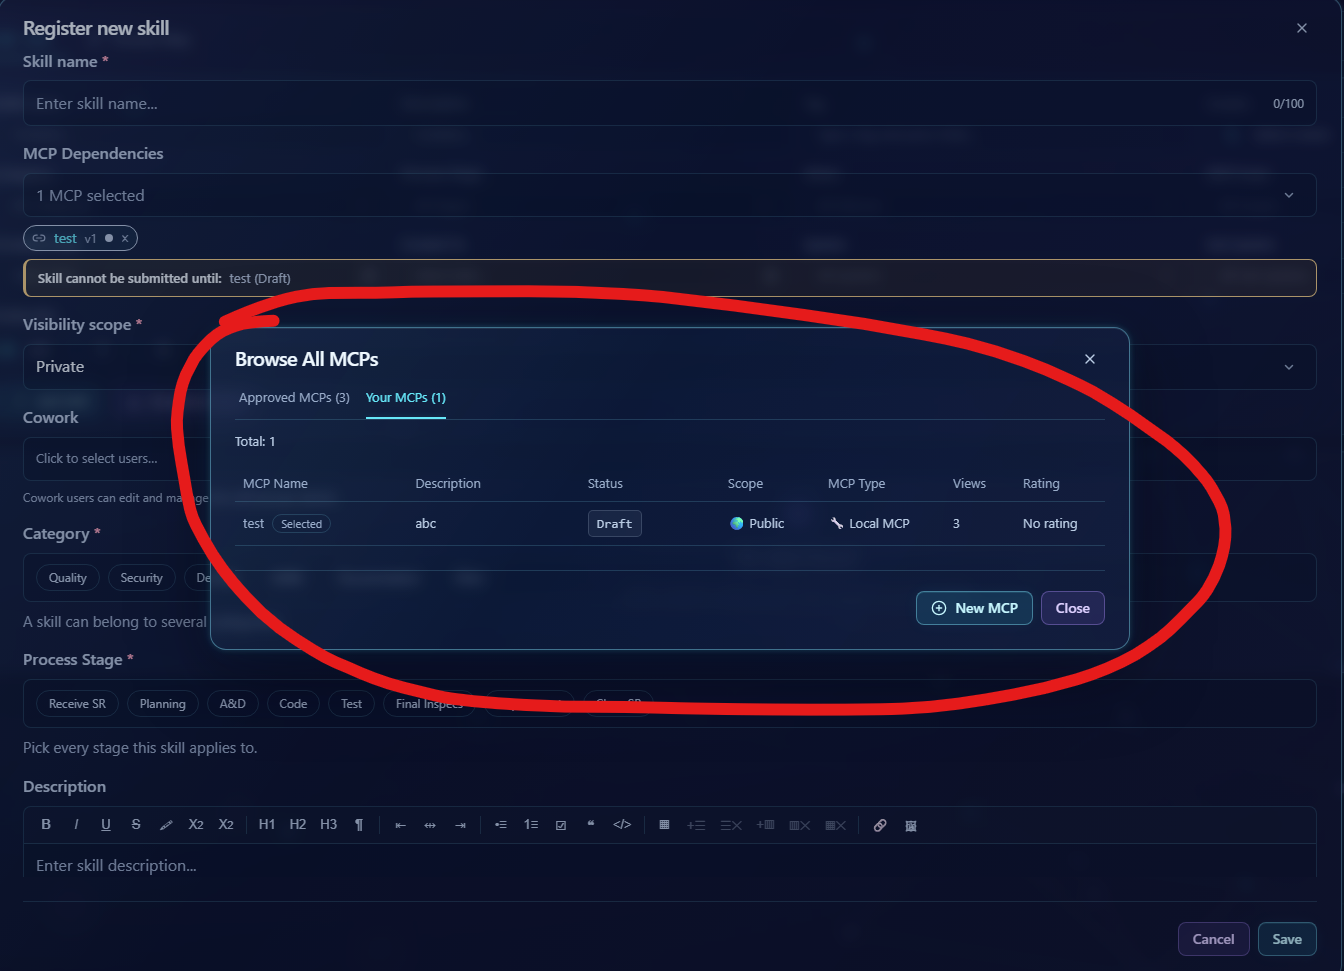 Register new skill
Skill name *
Enter skill name...
0/100
MCP Dependencies
1 MCP selected
test v1
Skill cannot be submitted until: test (Draft)
Visibility scope *
Private
Cowork
Click to select users...
Cowork users can edit and manage
Category *
Quality Security
A skill can belong to several
Browse All MCPs
Approved MCPs (3) Your MCPs (1)
Total: 1
MCP Name Description Status Scope MCP Type Views Rating
test Selected abc Draft Public Local MCP 3 No rating
New MCP Close
Process Stage *
Receive SR Planning A&D Code Test Final Inspec
Pick every stage this skill applies to.
Description
B I U S X2 X2 H1 H2 H3 ¶ 1 </>
Enter skill description...
Cancel Save